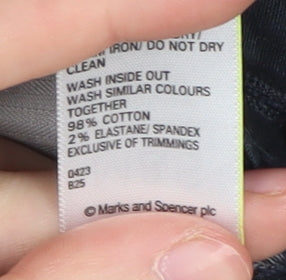 IRON/ DO NOT DRY
CLEAN
WASH INSIDE OUT
WASH SIMILAR COLOURS
TOGETHER
98% COTTON
2% ELASTANE/ SPANDEX
EXCLUSIVE OF TRIMMINGS
0423
B25
© Marks and Spencer plc